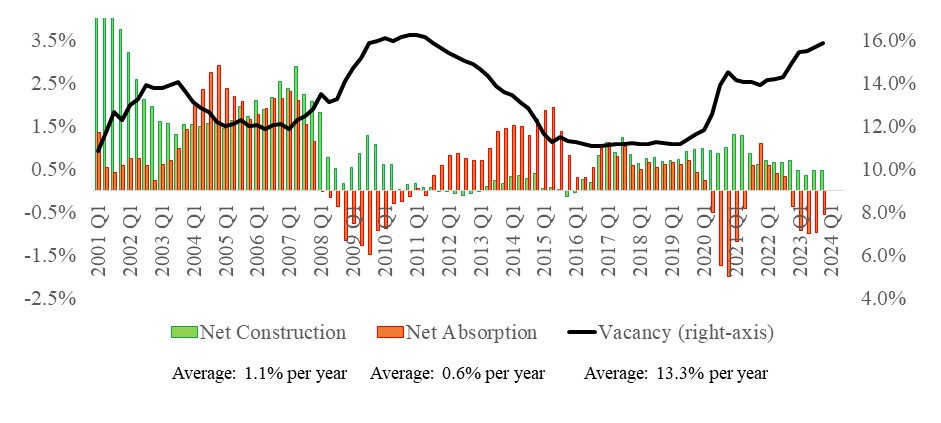 3.5% 16.0%
2.5% 14.0%
1.5% 12.0%
0.5% 10.0%
-0.5% 8.0%
-1.5% 6.0%
-2.5% 4.0%
2001 Q1
2002 Q1
2003 Q1
2004 Q1
2005 Q1
2006 Q1
2007 Q1
2008 Q1
2009 Q1
2010 Q1
2011 Q1
2012 Q1
2013 Q1
2014 Q1
2015 Q1
2016 Q1
2017 Q1
2018 Q1
2019 Q1
2020 Q1
2021 Q1
2022 Q1
2023 Q1
2024 Q1
Net Construction Net Absorption Vacancy (right-axis)
Average: 1.1% per year Average: 0.6% per year Average: 13.3% per year